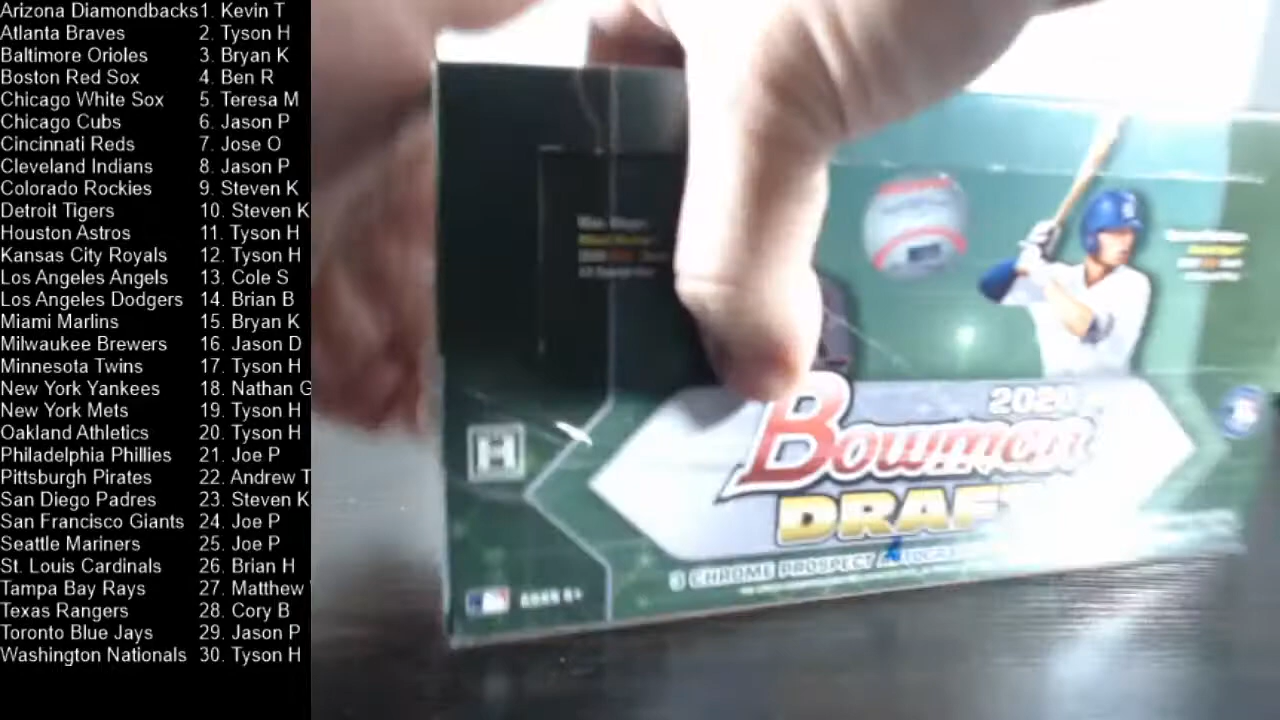 Arizona Diamondbacks 1. Kevin T
Atlanta Braves 2. Tyson H
Baltimore Orioles 3. Bryan K
Boston Red Sox 4. Ben R
Chicago White Sox 5. Teresa M
Chicago Cubs 6. Jason P
Cincinnati Reds 7. Jose O
Cleveland Indians 8. Jason P
Colorado Rockies 9. Steven K
Detroit Tigers 10. Steven K
Houston Astros 11. Tyson H
Kansas City Royals 12. Tyson H
Los Angeles Angels 13. Cole S
Los Angeles Dodgers 14. Brian B
Miami Marlins 15. Bryan K
Milwaukee Brewers 16. Jason D
Minnesota Twins 17. Tyson H
New York Yankees 18. Nathan G
New York Mets 19. Tyson H
Oakland Athletics 20. Tyson H
Philadelphia Phillies 21. Joe P
Pittsburgh Pirates 22. Andrew T
San Diego Padres 23. Steven K
San Francisco Giants 24. Joe P
Seattle Mariners 25. Joe P
St. Louis Cardinals 26. Brian H
Tampa Bay Rays 27. Matthew
Texas Rangers 28. Cory B
Toronto Blue Jays 29. Jason P
Washington Nationals 30. Tyson H
H
2020
Bowman
DRAFT
3 CHROME PROSPECT
AGES 6+